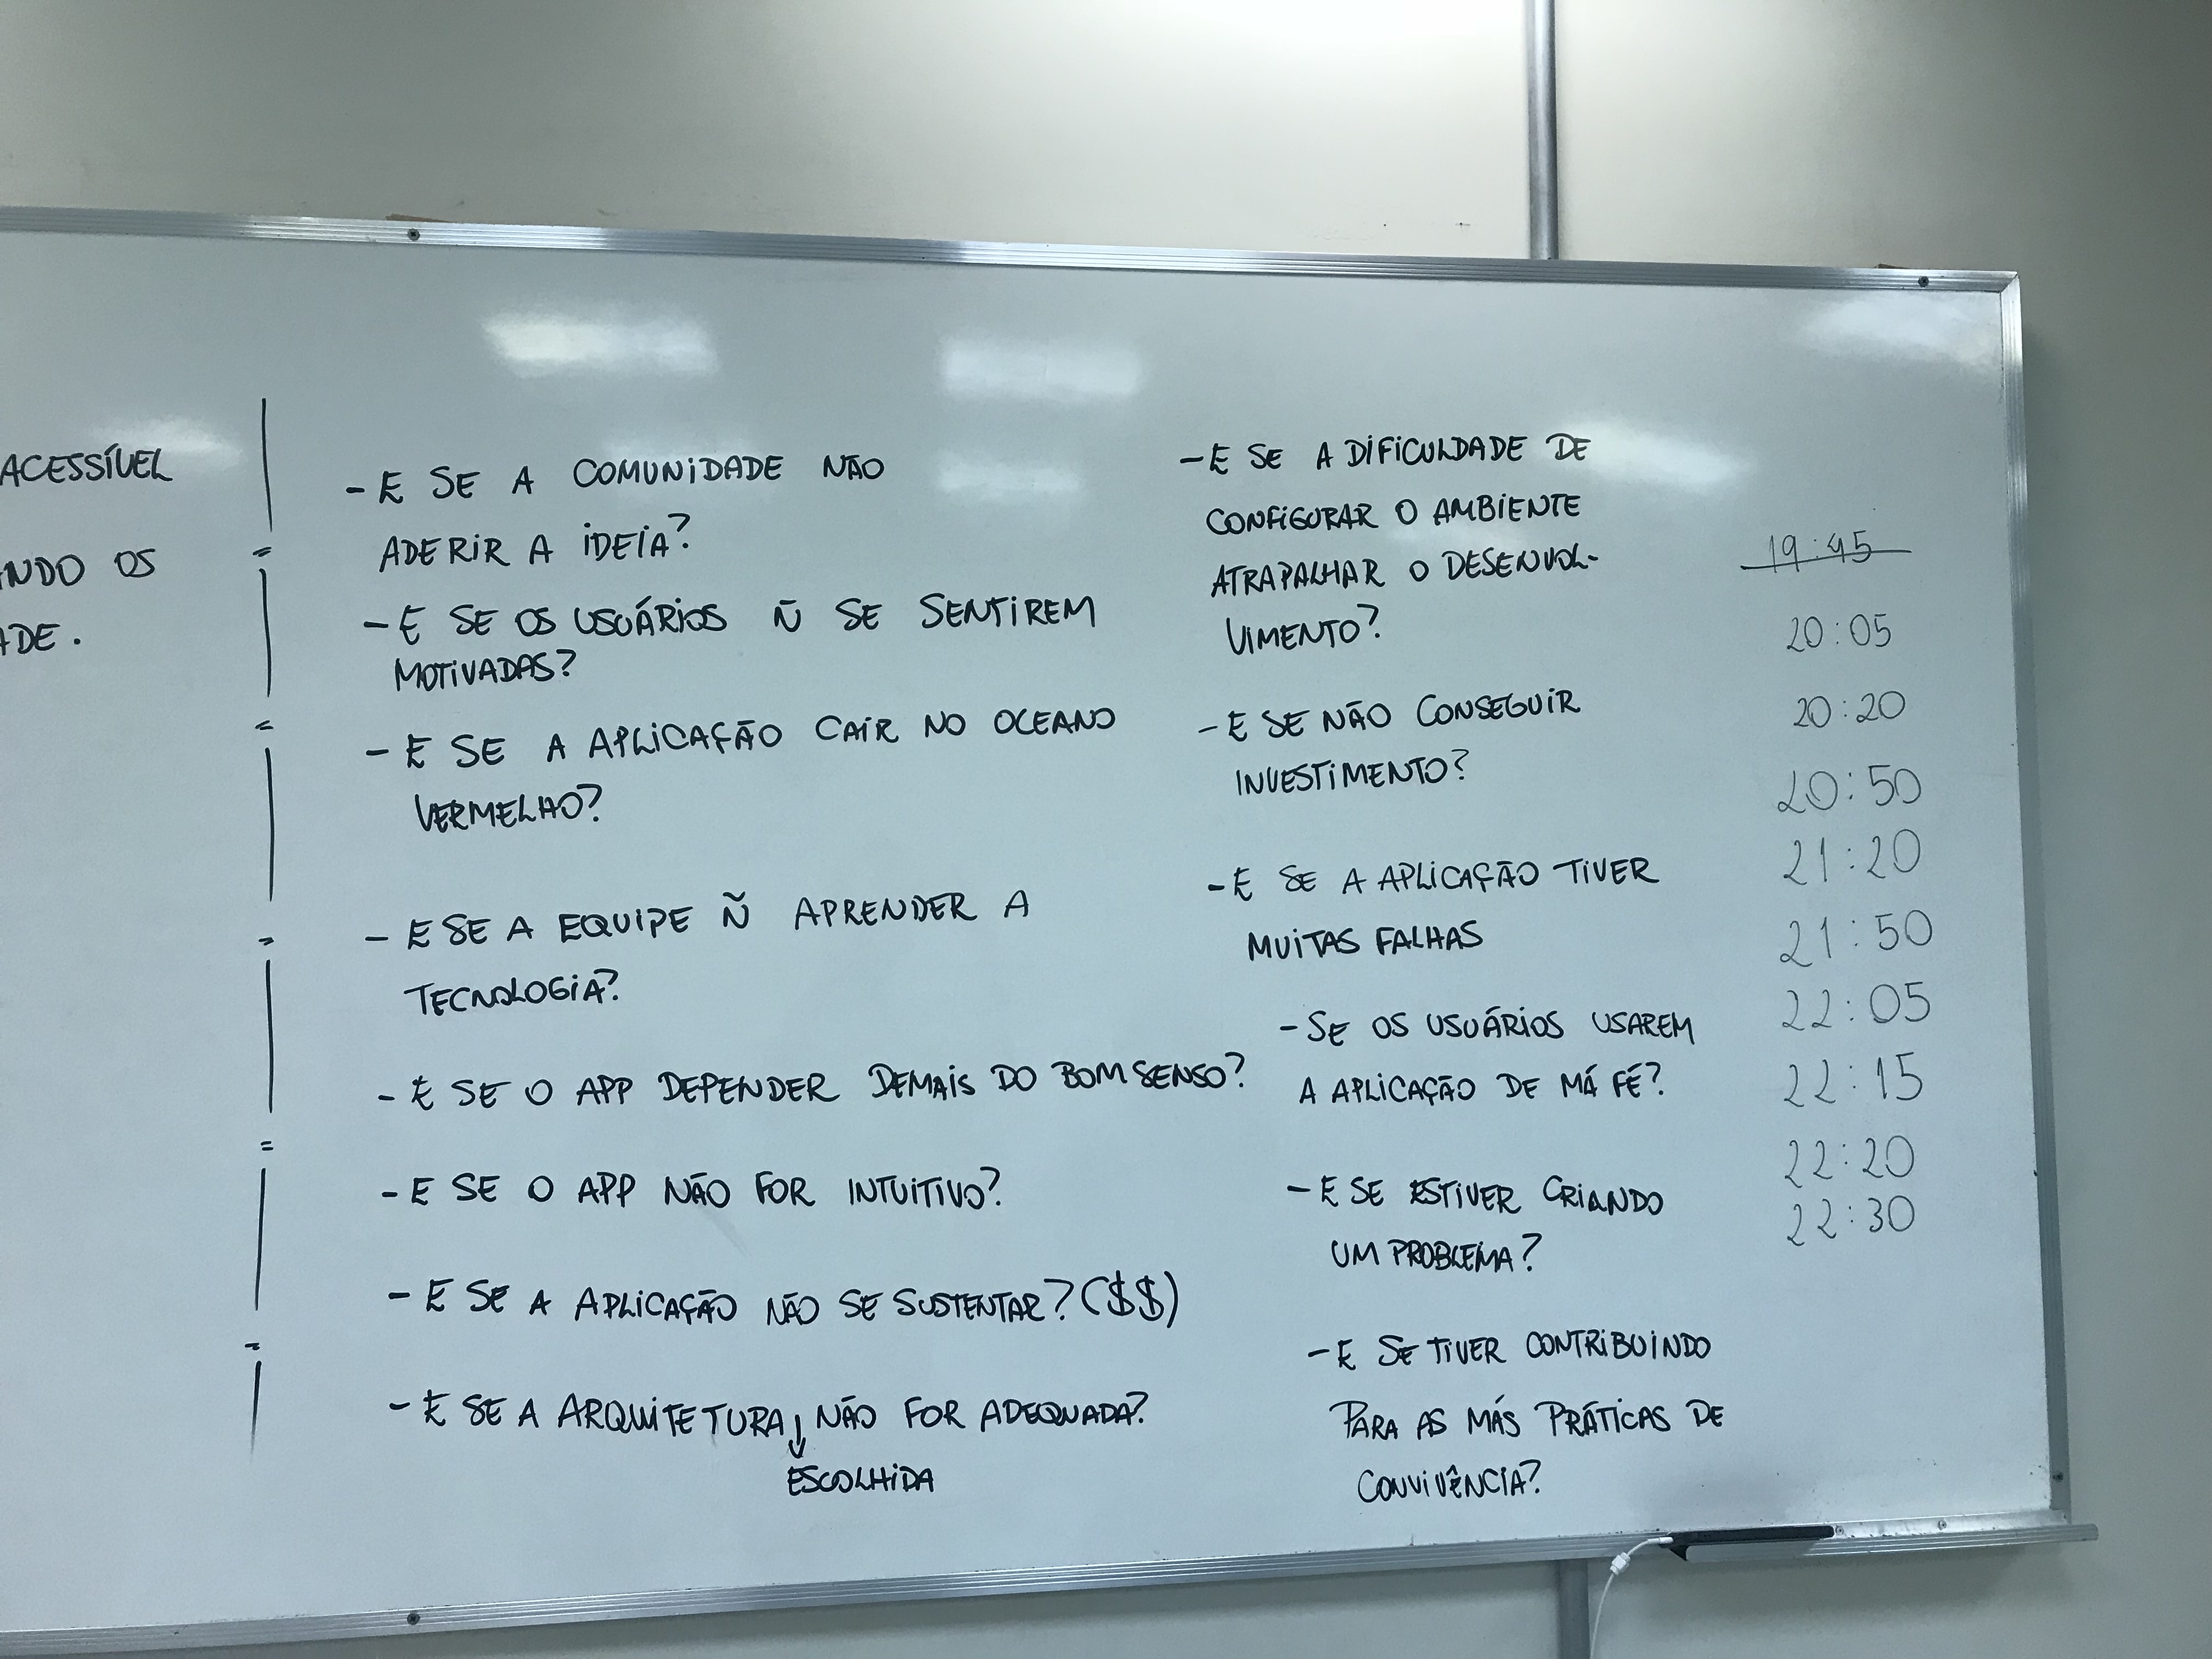 ACESSÍVEL
NDO OS
ADE.
- E SE A COMUNIDADE NÃO
ADERIR A IDEIA?
- E SE OS USUÁRIOS Ñ SE SENTIREM
MOTIVADAS?
- E SE A APLICAÇÃO CAIR NO OCEANO
VERMELHO?
- E SE A EQUIPE Ñ APRENDER A
TECNOLOGIA?
- E SE O APP DEPENDER DEMAIS DO BOM SENSO?
- E SE O APP NÃO FOR INTUITIVO?
- E SE A APLICAÇÃO NÃO SE SUSTENTAR? ($$)
- E SE A ARQUITETURA ↓ NÃO FOR ADEQUADA?
ESCOLHIDA
- E SE A DIFICULDADE DE
CONFIGURAR O AMBIENTE
ATRAPALHAR O DESENVOL-
VIMENTO?
- E SE NÃO CONSEGUIR
INVESTIMENTO?
- E SE A APLICAÇÃO TIVER
MUITAS FALHAS
- SE OS USUÁRIOS USAREM
A APLICAÇÃO DE MÁ FÉ?
- E SE ESTIVER CRIANDO
UM PROBLEMA?
- E SE TIVER CONTRIBUINDO
PARA AS MÁS PRÁTICAS DE
CONVIVÊNCIA?
19:45
20:05
20:20
20:50
21:20
21:50
22:05
22:15
22:20
22:30